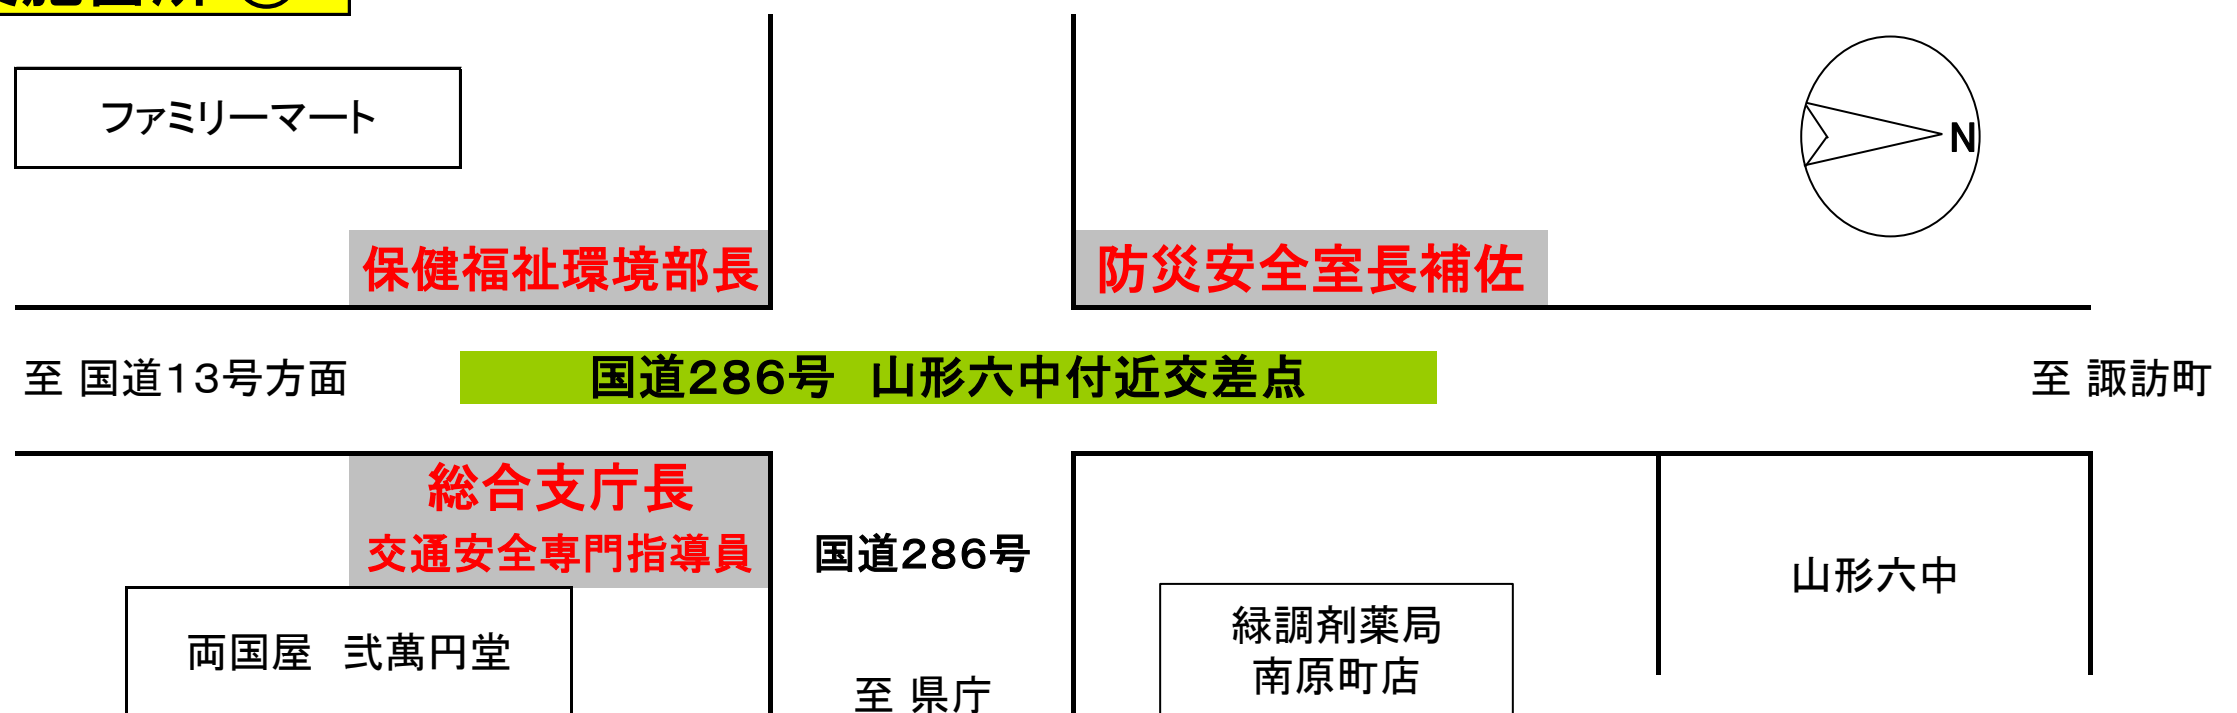 ファミリーマート
N
保健福祉環境部長
防災安全室長補佐
至 国道13号方面
国道286号　山形六中付近交差点
至 諏訪町
総合支庁長
交通安全専門指導員
国道286号
山形六中
緑調剤薬局
南原町店
両国屋　弐萬円堂
至 県庁